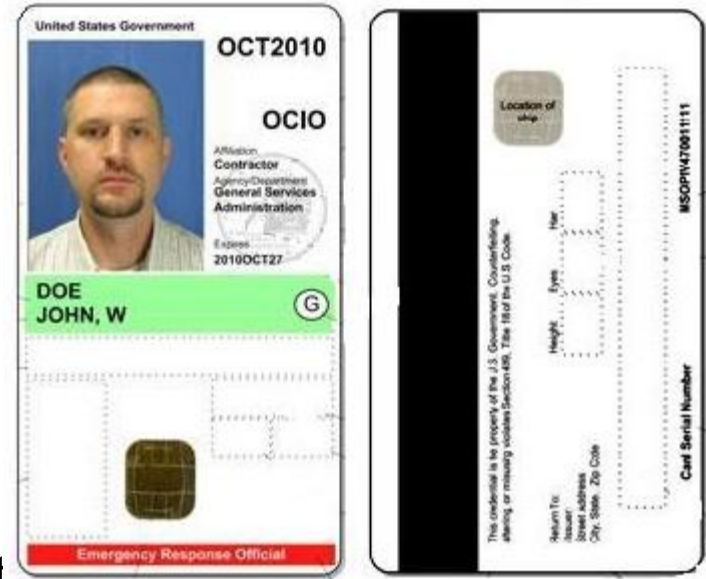 United States Government
OCT2010
OCIO
Affiliation
Contractor
Agency/Department
General Services
Administration
Expires
2010OCT27
DOE
JOHN, W
G
Emergency Response Official
Location of
chip
This credential is the property of the U.S. Government. Counterfeiting,
altering, or misusing violates Section 499, Title 18 of the U.S. Code.
Height Eyes Hair
Return To:
Issuer
Street Address
City, State, Zip Code
MSOPIV470011111
Card Serial Number